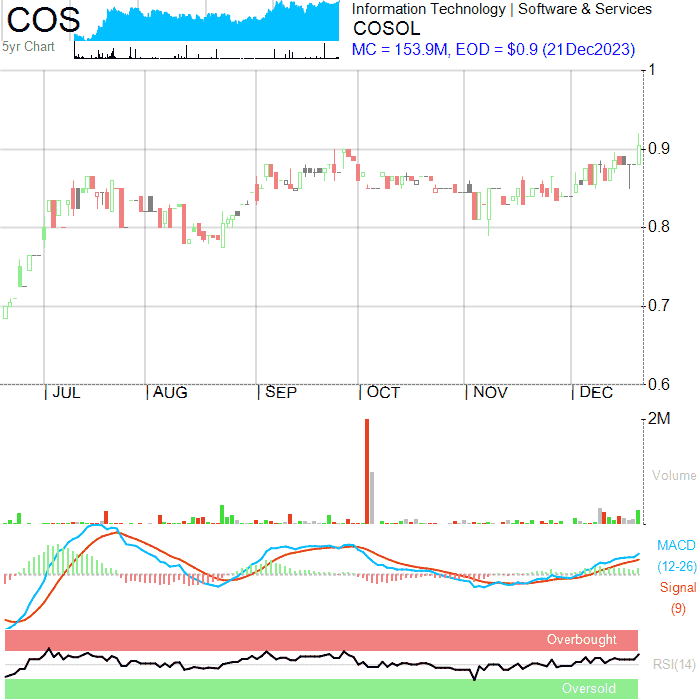 COS
5yr Chart
Information Technology | Software & Services
COSOL
MC = 153.9M, EOD = $0.9 (21Dec2023)
1
0.9
0.8
0.7
0.6
| JUL | AUG | SEP | OCT | NOV | DEC
2M
Volume
MACD
(12-26)
Signal
(9)
Overbought
RSI(14)
Oversold